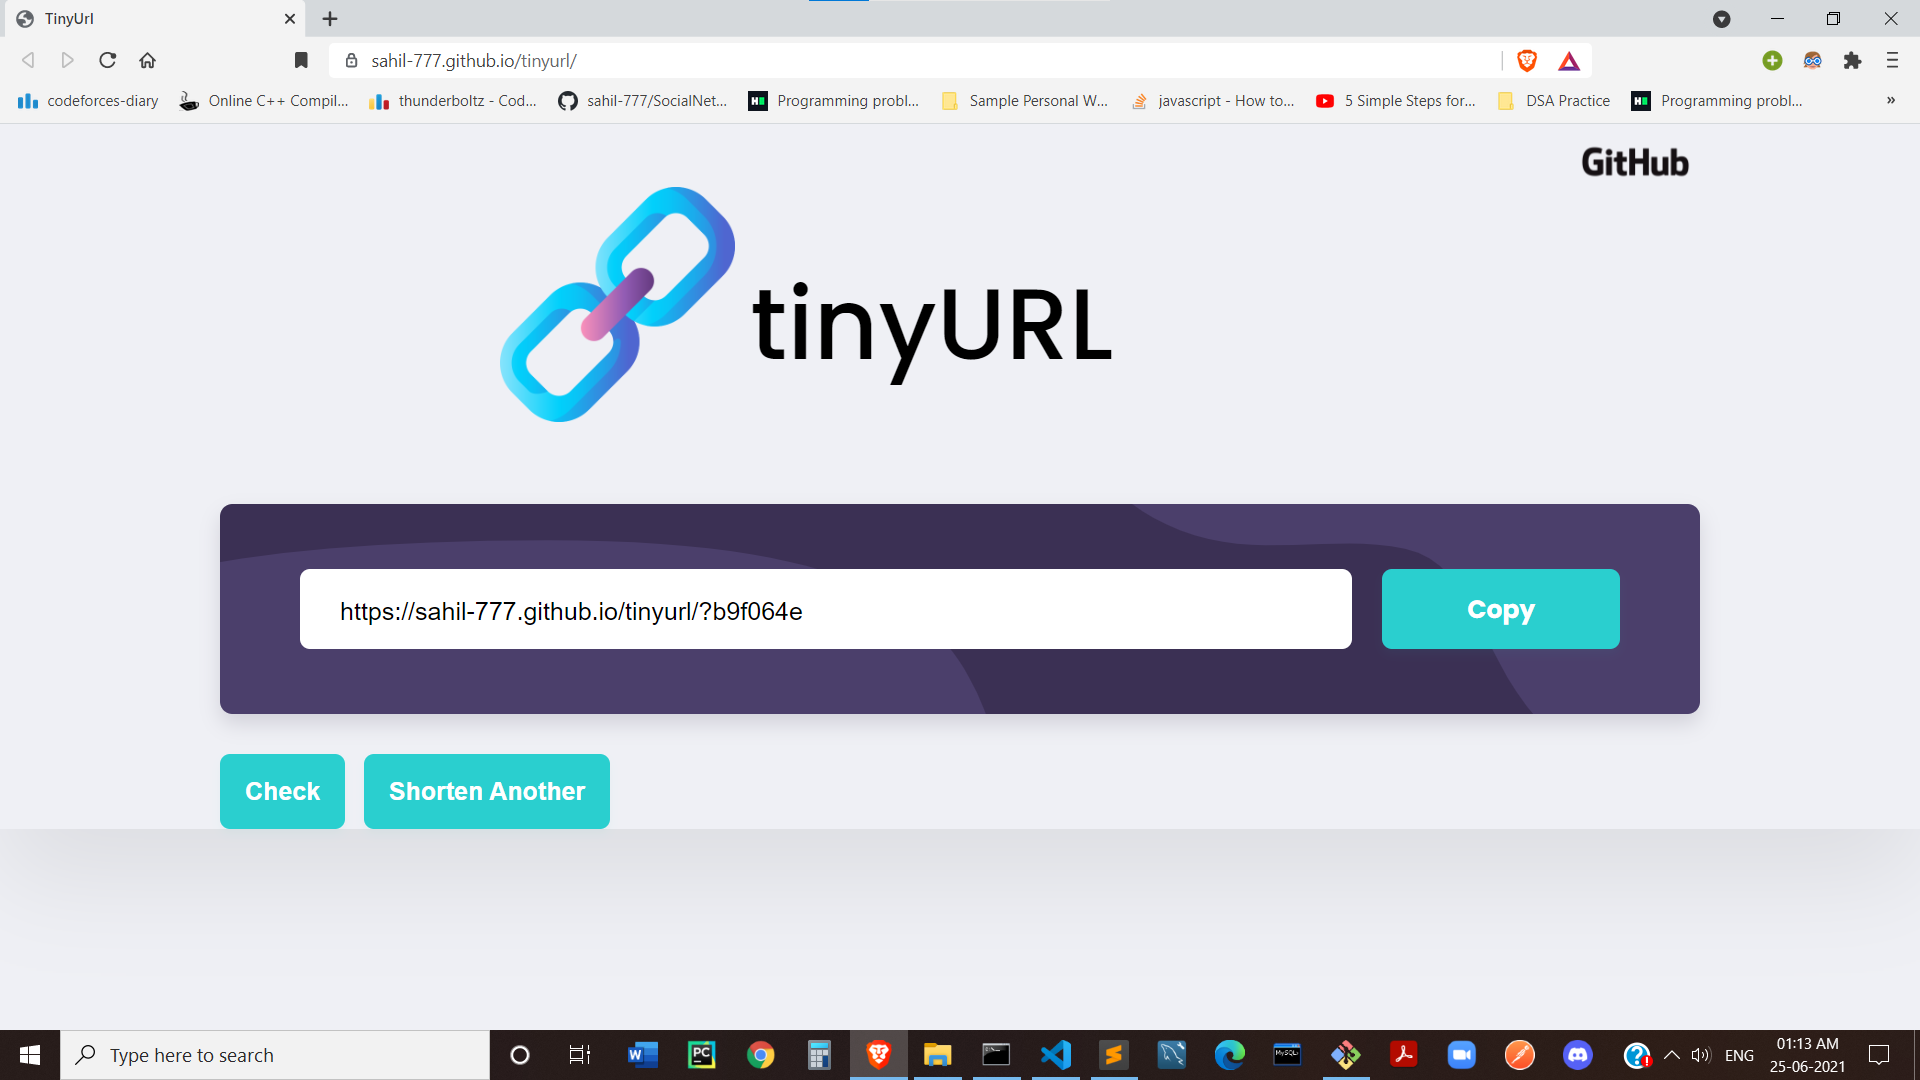 TinyUrl
sahil-777.github.io/tinyurl/
codeforces-diary
Online C++ Compil...
thunderboltz - Cod...
sahil-777/SocialNet...
Programming probl...
Sample Personal W...
javascript - How to...
5 Simple Steps for...
DSA Practice
Programming probl...
GitHub
tinyURL
https://sahil-777.github.io/tinyurl/?b9f064e
Copy
Check
Shorten Another
Type here to search
ENG
01:13 AM
25-06-2021